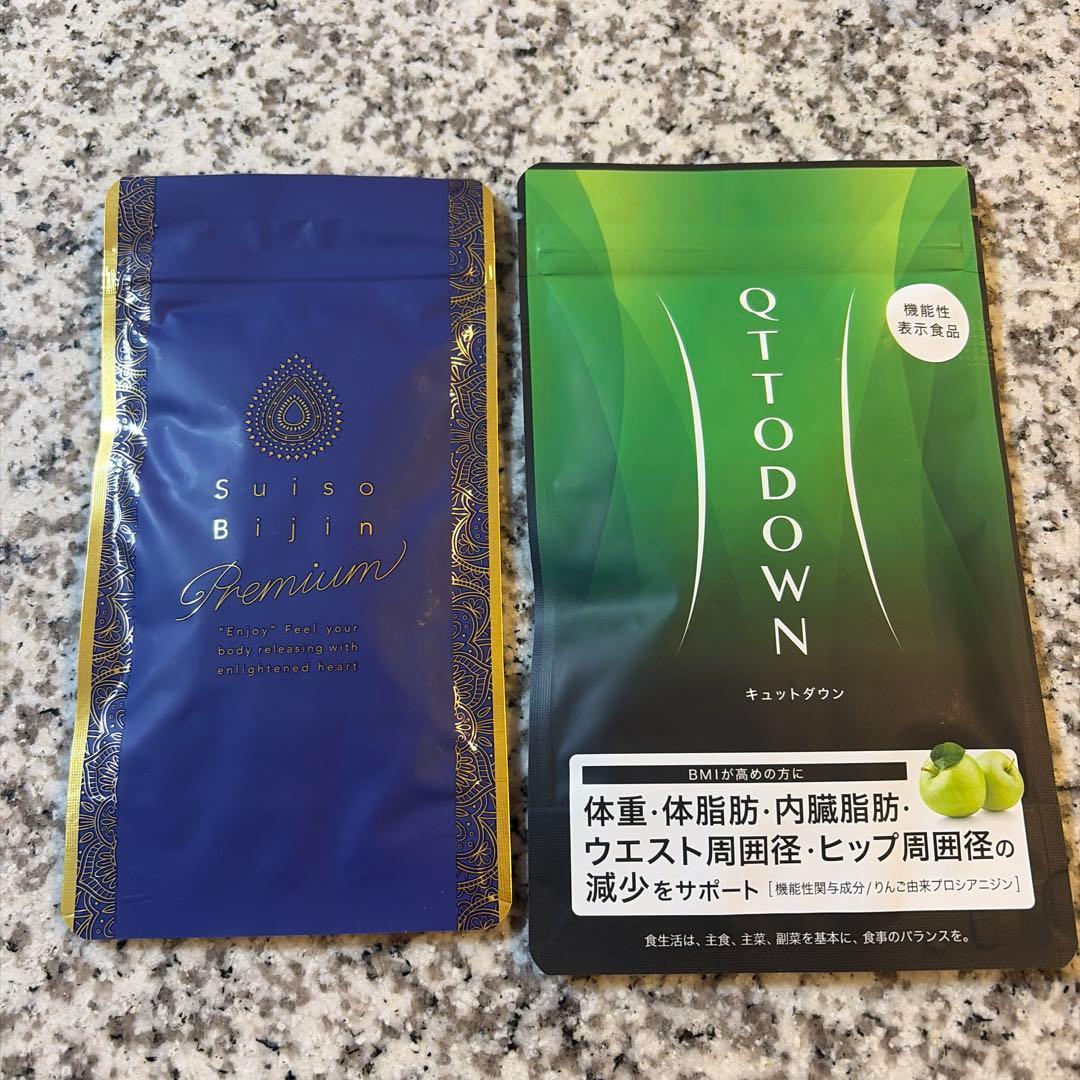 Suiso
Bijin
Premium
"Enjoy" Feel your
body releasing with
enlightened heart
機能性
表示食品
QTTODOWN
キュットダウン
BMIが高めの方に
体重・体脂肪・内臓脂肪・
ウエスト周囲径・ヒップ周囲径の
減少をサポート［機能性関与成分/りんご由来プロシアニジン］
食生活は、主食、主菜、副菜を基本に、食事のバランスを。